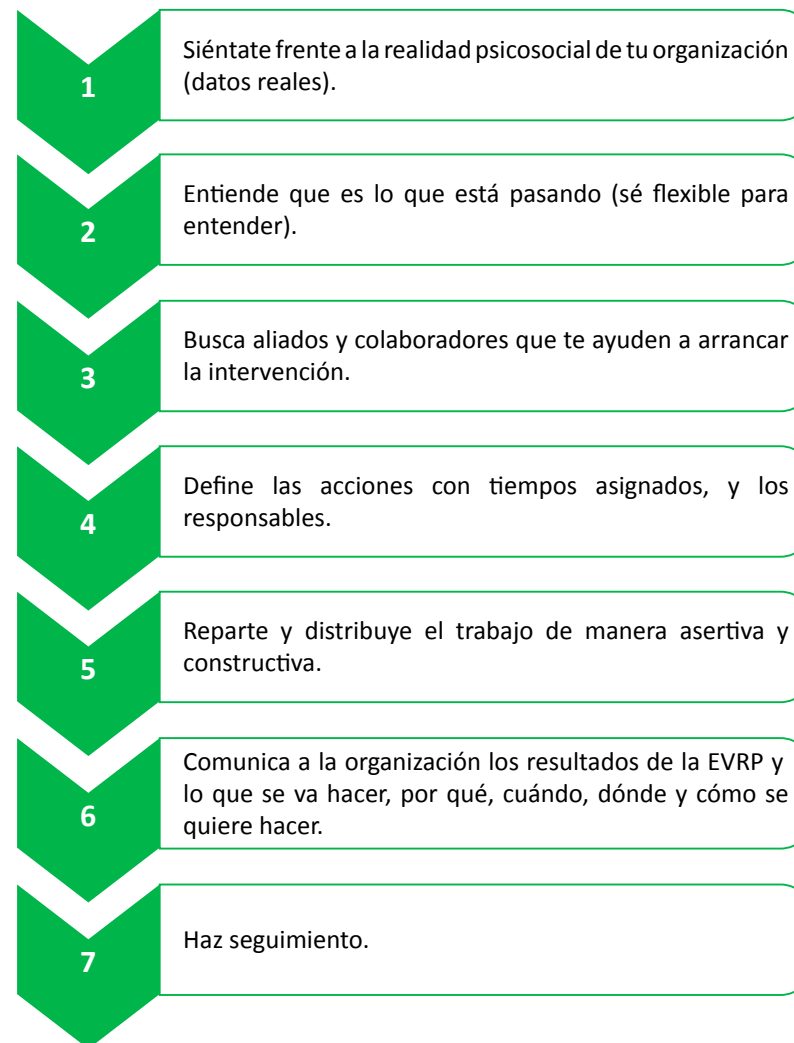 1
Siéntate frente a la realidad psicosocial de tu organización
(datos reales).
2
Entiende que es lo que está pasando (sé flexible para
entender).
3
Busca aliados y colaboradores que te ayuden a arrancar
la intervención.
4
Define las acciones con tiempos asignados, y los
responsables.
5
Reparte y distribuye el trabajo de manera asertiva y
constructiva.
6
Comunica a la organización los resultados de la EVRP y
lo que se va hacer, por qué, cuándo, dónde y cómo se
quiere hacer.
7
Haz seguimiento.